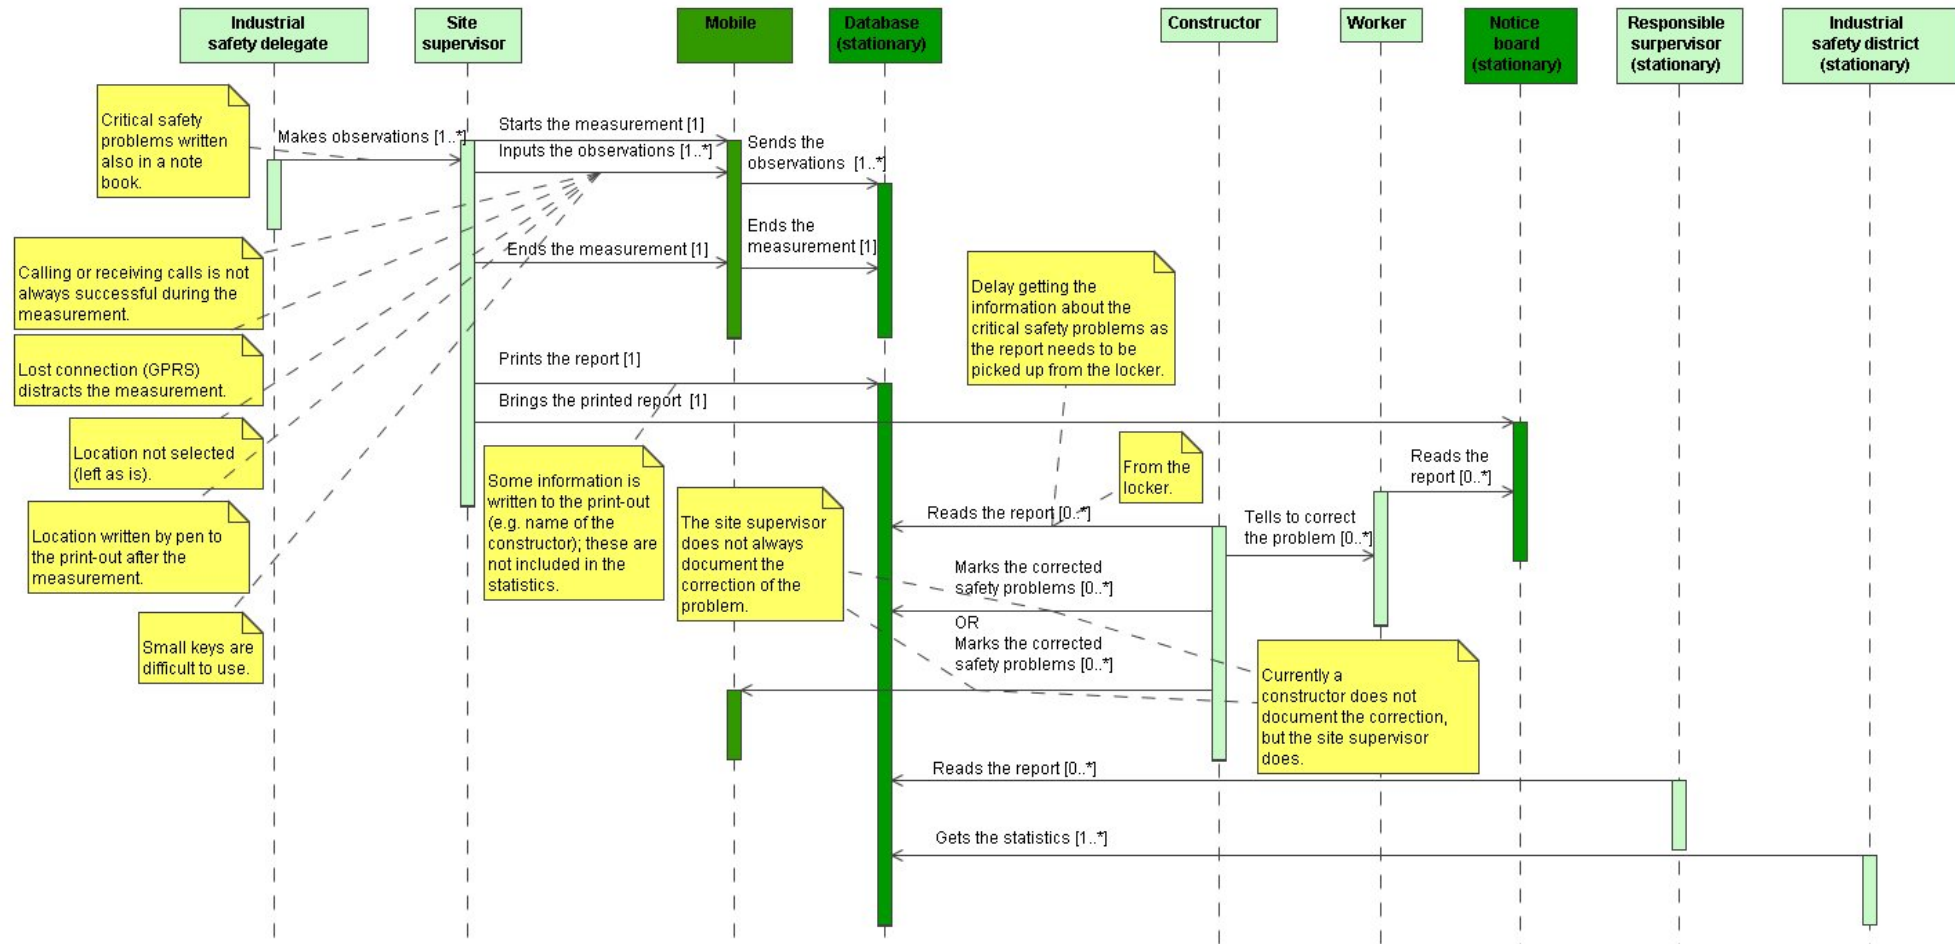 Industrial
safety delegate
Site
supervisor
Mobile
Database
(stationary)
Constructor
Worker
Notice
board
(stationary)
Responsible
surpervisor
(stationary)
Industrial
safety district
(stationary)
Critical safety
problems written
also in a note
book.
Makes observations [1..*]
Starts the measurement [1]
Inputs the observations [1..*]
Sends the
observations [1..*]
Ends the measurement [1]
Ends the
measurement [1]
Calling or receiving calls is not
always successful during the
measurement.
Lost connection (GPRS)
distracts the measurement.
Location not selected
(left as is).
Location written by pen to
the print-out after the
measurement.
Small keys are
difficult to use.
Prints the report [1]
Brings the printed report [1]
Some information is
written to the print-out
(e.g. name of the
constructor); these are
not included in the
statistics.
The site supervisor
does not always
document the
correction of the
problem.
Delay getting the
information about the
critical safety problems as
the report needs to be
picked up from the locker.
From the
locker.
Reads the
report [0..*]
Reads the report [0..*]
Tells to correct
the problem [0..*]
Marks the corrected
safety problems [0..*]
OR
Marks the corrected
safety problems [0..*]
Currently a
constructor does not
document the correction,
but the site supervisor
does.
Reads the report [0..*]
Gets the statistics [1..*]